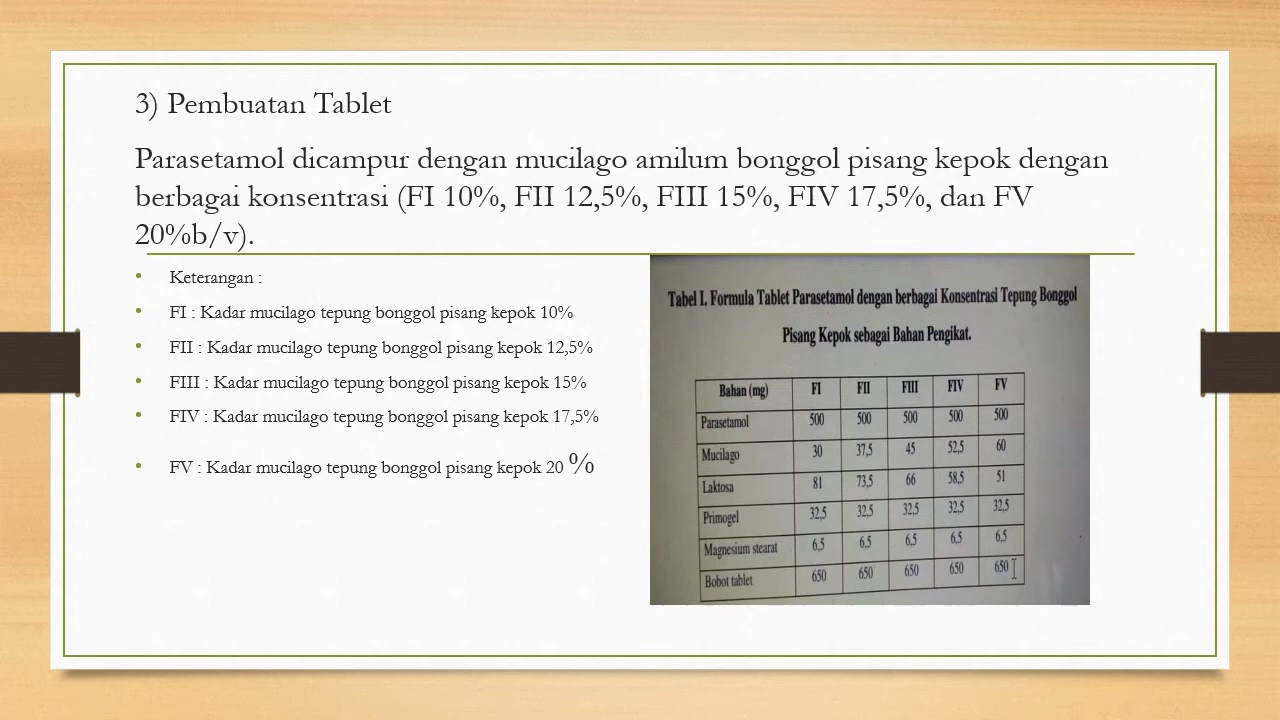 3) Pembuatan Tablet
Parasetamol dicampur dengan mucilago amilum bonggol pisang kepok dengan
berbagai konsentrasi (FI 10%, FII 12,5%, FIII 15%, FIV 17,5%, dan FV
20%b/v).
• Keterangan :
• FI : Kadar mucilago tepung bonggol pisang kepok 10%
• FII : Kadar mucilago tepung bonggol pisang kepok 12,5%
• FIII : Kadar mucilago tepung bonggol pisang kepok 15%
• FIV : Kadar mucilago tepung bonggol pisang kepok 17,5%
• FV : Kadar mucilago tepung bonggol pisang kepok 20 %
Tabel I. Formula Tablet Parasetamol dengan berbagai Konsentrasi Tepung Bonggol
Pisang Kepok sebagai Bahan Pengikat.
Bahan (mg) FI FII FIII FIV FV
Parasetamol 500 500 500 500 500
Mucilago 30 37,5 45 52,5 60
Laktosa 81 73,5 66 58,5 51
Primogel 32,5 32,5 32,5 32,5 32,5
Magnesium stearat 6,5 6,5 6,5 6,5 6,5
Bobot tablet 650 650 650 650 650